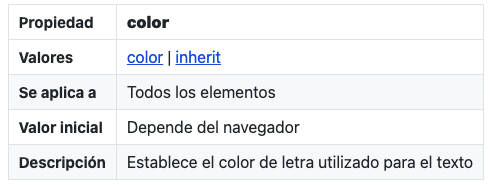 Propiedad color
Valores color | inherit
Se aplica a Todos los elementos
Valor inicial Depende del navegador
Descripción Establece el color de letra utilizado para el texto